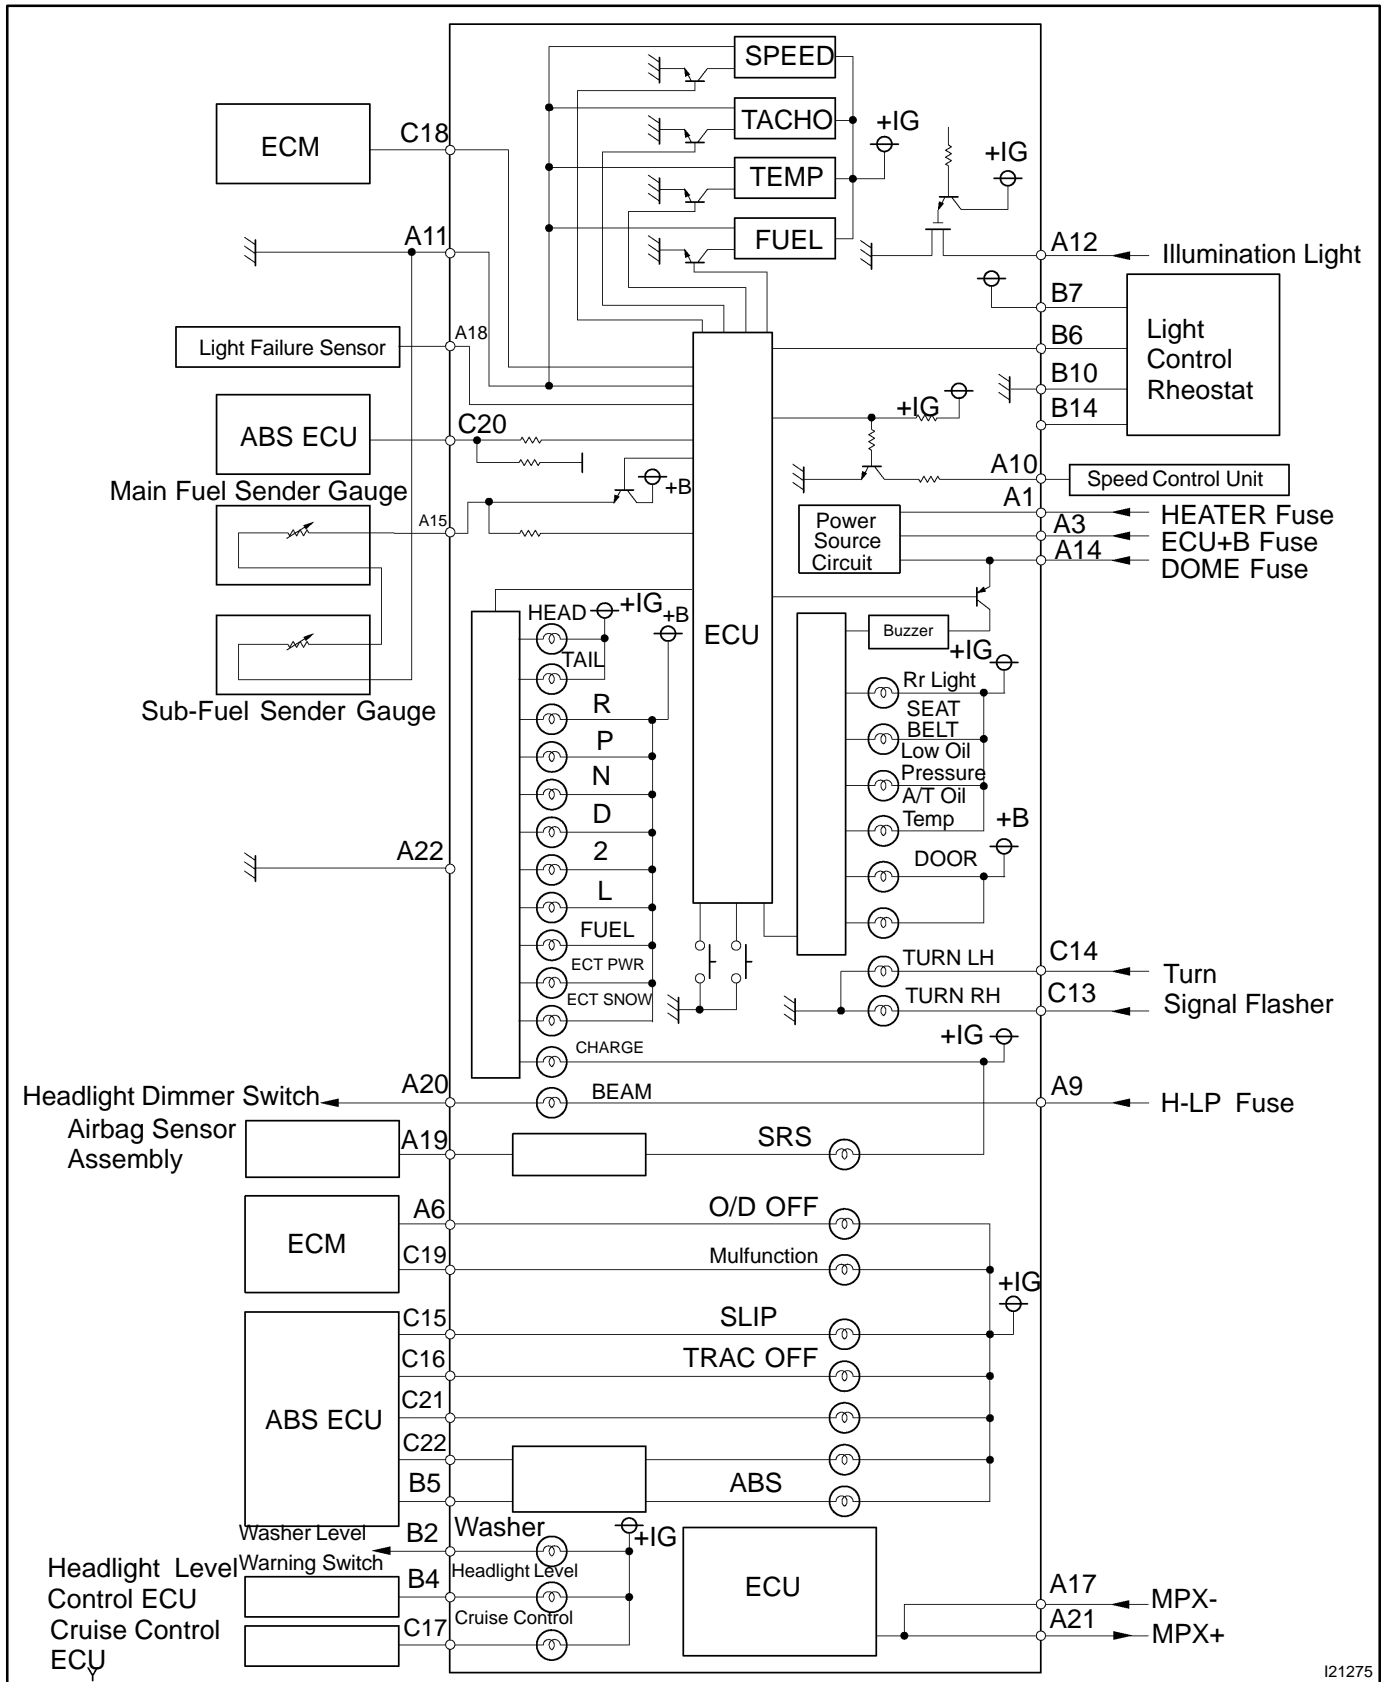 SPEED
TACHO
TEMP
FUEL
+IG
+IG
ECM
C18
A11
A12
Illumination Light
B7
B6
B10
B14
Light
Control
Rheostat
Light Failure Sensor
A18
ABS ECU
C20
+IG
A10
Speed Control Unit
Main Fuel Sender Gauge
A15
+B
Power
Source
Circuit
A1
HEATER Fuse
A3
ECU+B Fuse
A14
DOME Fuse
Sub-Fuel Sender Gauge
ECU
HEAD
+IG
+B
TAIL
R
P
N
D
2
L
FUEL
ECT PWR
ECT SNOW
CHARGE
Buzzer
+IG
Rr Light
SEAT
BELT
Low Oil
Pressure
A/T Oil
Temp
+B
DOOR
A22
TURN LH
C14
Turn
TURN RH
C13
Signal Flasher
+IG
Headlight Dimmer Switch
A20
BEAM
A9
H-LP Fuse
Airbag Sensor
Assembly
A19
SRS
ECM
A6
O/D OFF
C19
Mulfunction
+IG
ABS ECU
C15
SLIP
C16
TRAC OFF
C21
C22
B5
ABS
Washer Level
Warning Switch
B2
Washer
+IG
Headlight Level
Control ECU
B4
Headlight Level
Cruise Control
ECU
C17
Cruise Control
ECU
A17
MPX-
A21
MPX+
Y
I21275